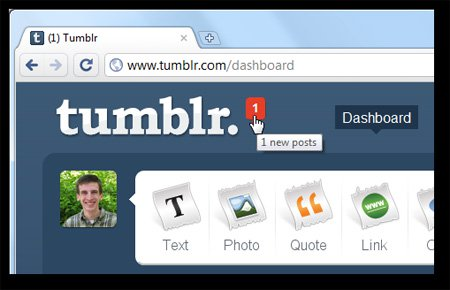 (1) Tumblr
www.tumblr.com/dashboard
tumblr.
1
Dashboard
1 new posts
T
Text
Photo
Quote
www
Link